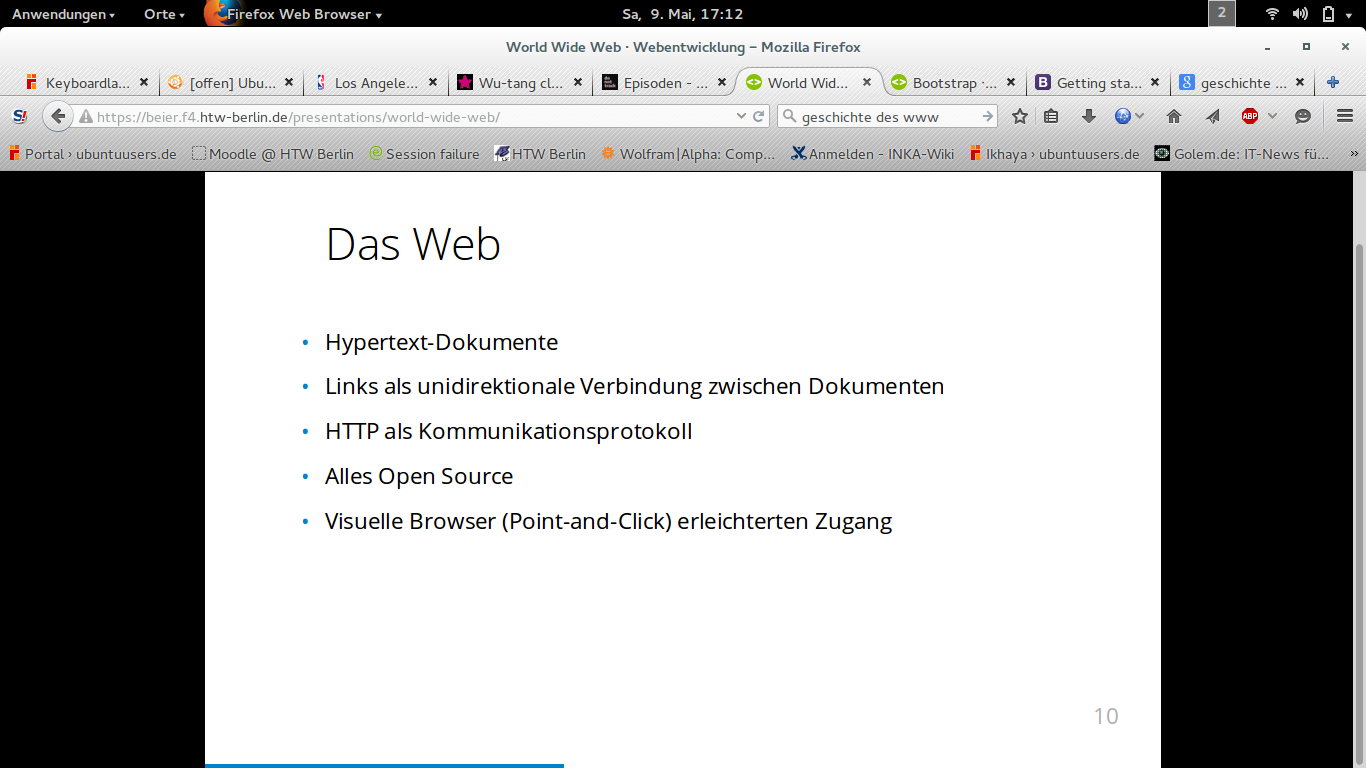 Anwendungen
Orte
Firefox Web Browser
Sa, 9. Mai, 17:12
2
World Wide Web · Webentwicklung – Mozilla Firefox
Keyboardla...
[offen] Ubu...
Los Angele...
Wu-tang cl...
Episoden - ...
World Wid...
Bootstrap ·...
Getting sta...
geschichte ...
S!
https://beier.f4.htw-berlin.de/presentations/world-wide-web/
geschichte des www
ABP
Portal › ubuntuusers.de
Moodle @ HTW Berlin
Session failure
HTW Berlin
Wolfram|Alpha: Comp...
Anmelden - INKA-Wiki
Ikhaya › ubuntuusers.de
Golem.de: IT-News fü...
Das Web
• Hypertext-Dokumente
• Links als unidirektionale Verbindung zwischen Dokumenten
• HTTP als Kommunikationsprotokoll
• Alles Open Source
• Visuelle Browser (Point-and-Click) erleichterten Zugang
10